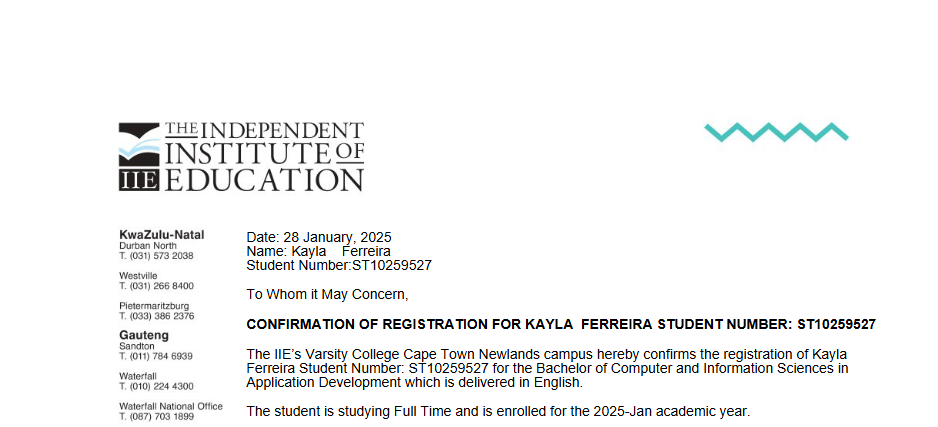 THE INDEPENDENT
INSTITUTE OF
IIE EDUCATION
KwaZulu-Natal
Durban North
T. (031) 573 2038
Westville
T. (031) 266 8400
Pietermaritzburg
T. (033) 386 2376
Gauteng
Sandton
T. (011) 784 6939
Waterfall
T. (010) 224 4300
Waterfall National Office
T. (087) 703 1899
Date: 28 January, 2025
Name: Kayla    Ferreira
Student Number:ST10259527
To Whom it May Concern,
CONFIRMATION OF REGISTRATION FOR KAYLA  FERREIRA STUDENT NUMBER: ST10259527
The IIE's Varsity College Cape Town Newlands campus hereby confirms the registration of Kayla
Ferreira Student Number: ST10259527 for the Bachelor of Computer and Information Sciences in
Application Development which is delivered in English.
The student is studying Full Time and is enrolled for the 2025-Jan academic year.